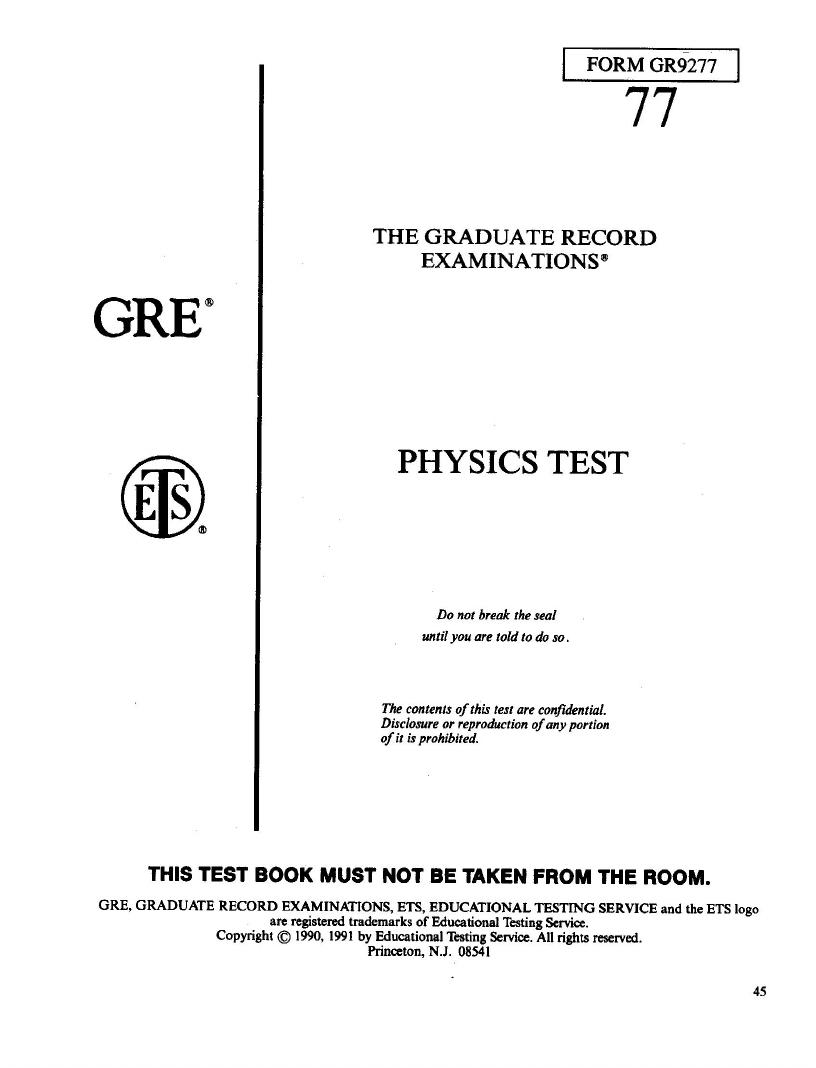 FORM GR9277
77
THE GRADUATE RECORD
EXAMINATIONS®
GRE®
PHYSICS TEST
ETS®
Do not break the seal
until you are told to do so.
The contents of this test are confidential.
Disclosure or reproduction of any portion
of it is prohibited.
THIS TEST BOOK MUST NOT BE TAKEN FROM THE ROOM.
GRE, GRADUATE RECORD EXAMINATIONS, ETS, EDUCATIONAL TESTING SERVICE and the ETS logo
are registered trademarks of Educational Testing Service.
Copyright © 1990, 1991 by Educational Testing Service. All rights reserved.
Princeton, N.J. 08541
45